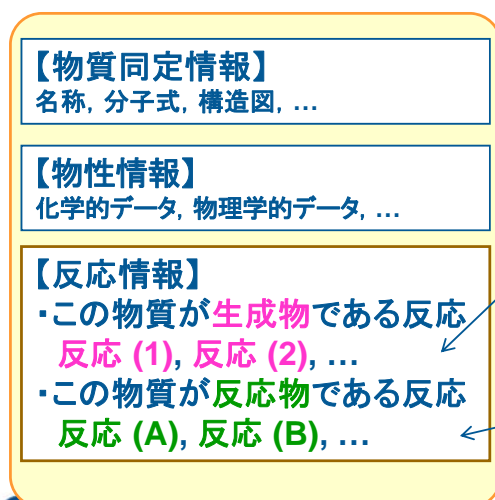 【物質同定情報】
名称, 分子式, 構造図, …
【物性情報】
化学的データ, 物理学的データ, …
【反応情報】
・この物質が生成物である反応
反応 (1), 反応 (2), …
・この物質が反応物である反応
反応 (A), 反応 (B), …